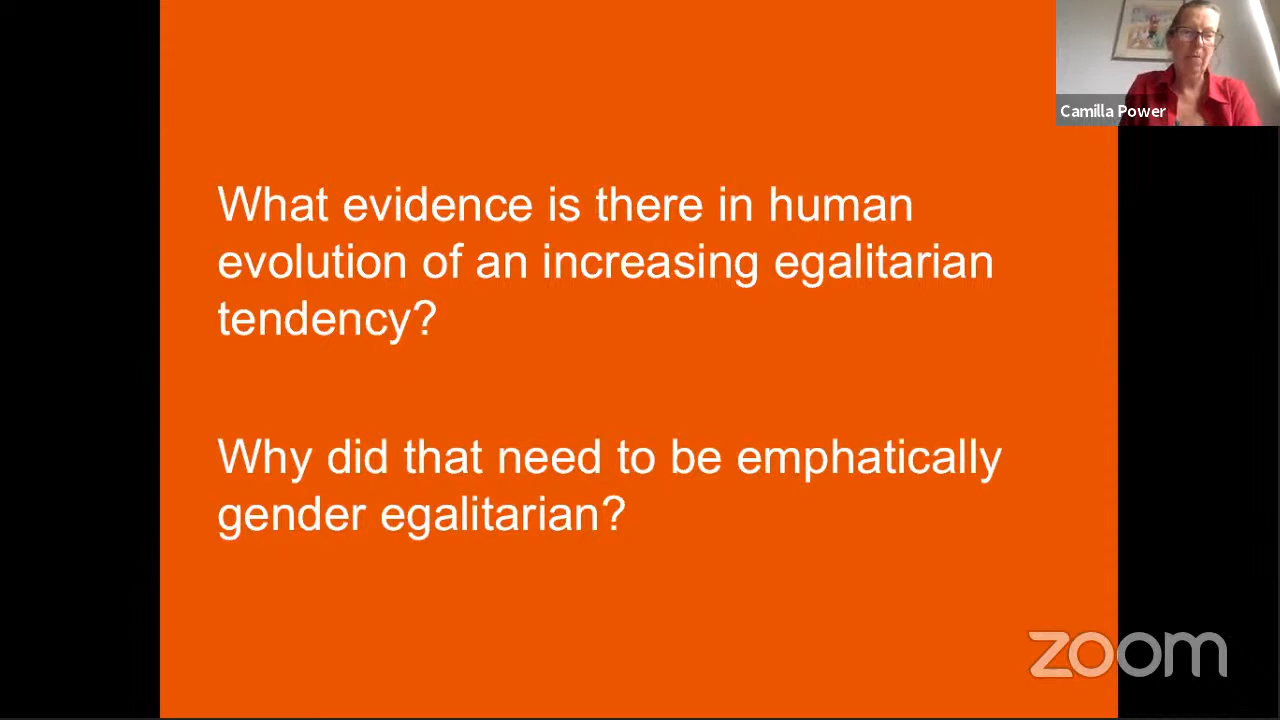 Camilla Power
What evidence is there in human
evolution of an increasing egalitarian
tendency?
Why did that need to be emphatically
gender egalitarian?
zoom